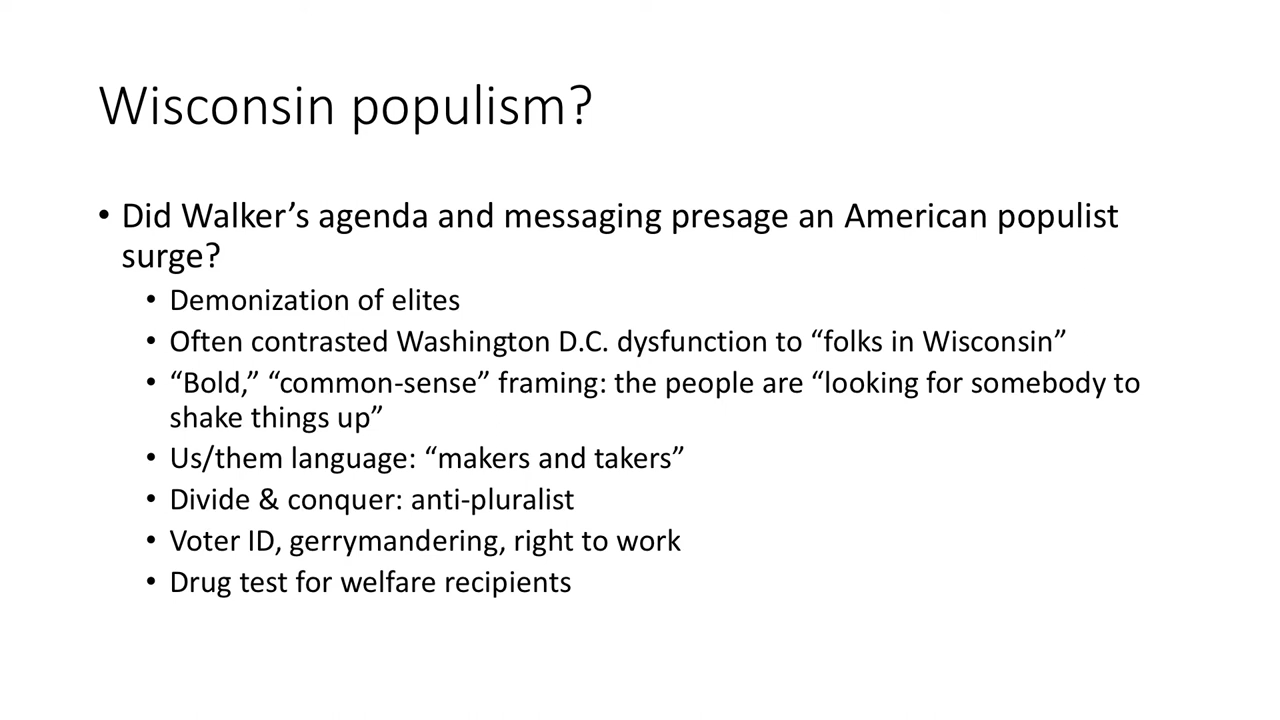 Wisconsin populism?
• Did Walker’s agenda and messaging presage an American populist
surge?
• Demonization of elites
• Often contrasted Washington D.C. dysfunction to “folks in Wisconsin”
• “Bold,” “common-sense” framing: the people are “looking for somebody to
shake things up”
• Us/them language: “makers and takers”
• Divide & conquer: anti-pluralist
• Voter ID, gerrymandering, right to work
• Drug test for welfare recipients